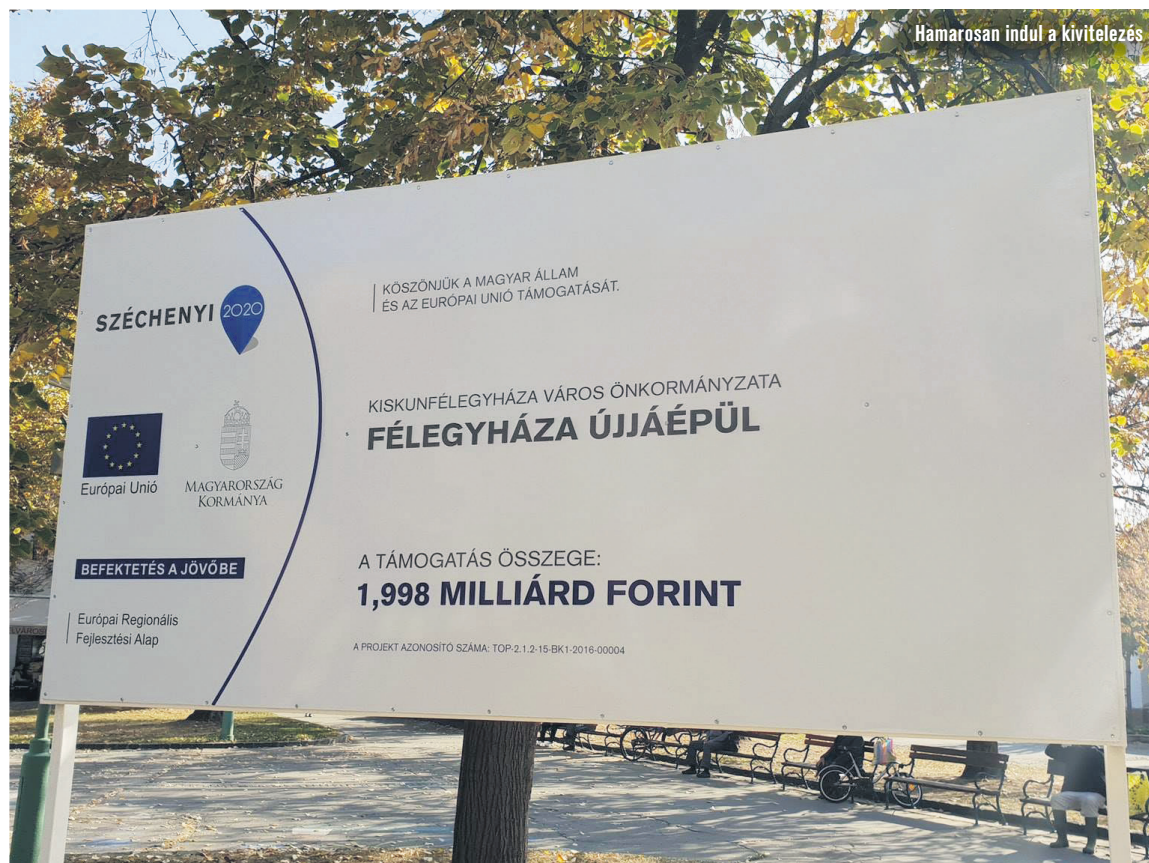 Hamarosan indul a kivitelezés
SZÉCHENYI 2020
Európai Unió
MAGYARORSZÁG
KORMÁNYA
BEFEKTETÉS A JÖVŐBE
Európai Regionális
Fejlesztési Alap
KÖSZÖNJÜK A MAGYAR ÁLLAM
ÉS AZ EURÓPAI UNIÓ TÁMOGATÁSÁT.
KISKUNFÉLEGYHÁZA VÁROS ÖNKORMÁNYZATA
FÉLEGYHÁZA ÚJJÁÉPÜL
A TÁMOGATÁS ÖSSZEGE:
1,998 MILLIÁRD FORINT
A PROJEKT AZONOSÍTÓ SZÁMA: TOP-2.1.2-15-BK1-2016-00004